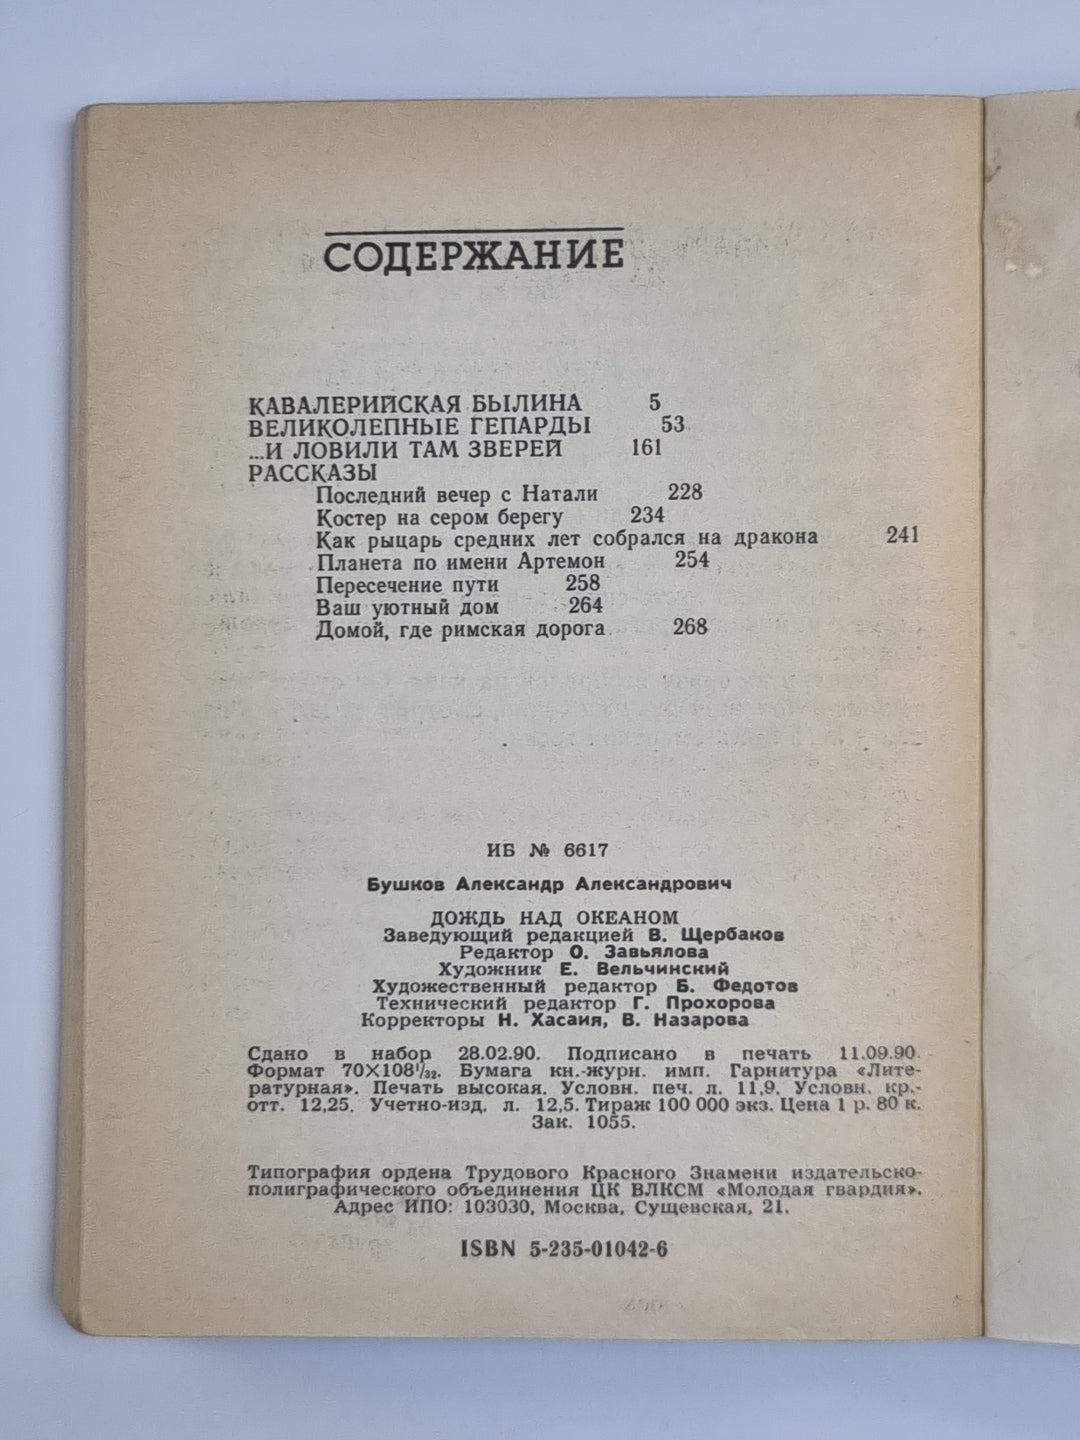 СОДЕРЖАНИЕ
КАВАЛЕРИЙСКАЯ БЫЛИНА 5
ВЕЛИКОЛЕПНЫЕ ГЕПАРДЫ 53
...И ЛОВИЛИ ТАМ ЗВЕРЕЙ 161
РАССКАЗЫ
Последний вечер с Натали 228
Костер на сером берегу 234
Как рыцарь средних лет собрался на дракона 241
Планета по имени Артемон 254
Пересечение пути 258
Ваш уютный дом 264
Домой, где римская дорога 268
ИБ № 6617
Бушков Александр Александрович
ДОЖДЬ НАД ОКЕАНОМ
Заведующий редакцией В. Щербаков
Редактор О. Завьялова
Художник Е. Вельчинский
Художественный редактор Б. Федотов
Технический редактор Г. Прохорова
Корректоры Н. Хасаия, В. Назарова
Сдано в набор 28.02.90. Подписано в печать 11.09.90.
Формат 70×108¹/₃₂. Бумага кн.-журн. имп. Гарнитура «Лите-
ратурная». Печать высокая. Условн. печ. л. 11,9. Условн. кр.-
отт. 12,25. Учетно-изд. л. 12,5. Тираж 100 000 экз. Цена 1 р. 80 к.
Зак. 1055.
Типография ордена Трудового Красного Знамени издательско-
полиграфического объединения ЦК ВЛКСМ «Молодая гвардия».
Адрес ИПО: 103030, Москва, Сущевская, 21.
ISBN 5-235-01042-6